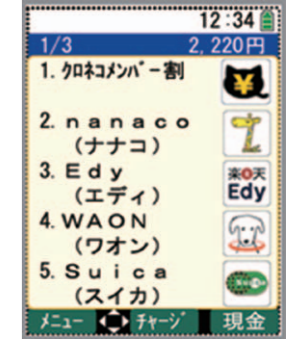 12:34
1/3 2,220円
1. クロネコメンバー割
¥
2. nanaco
(ナナコ)
3. Edy
(エディ)
楽天
Edy
4. WAON
(ワオン)
5. Suica
(スイカ)
Suica
メニュー チャージ 現金